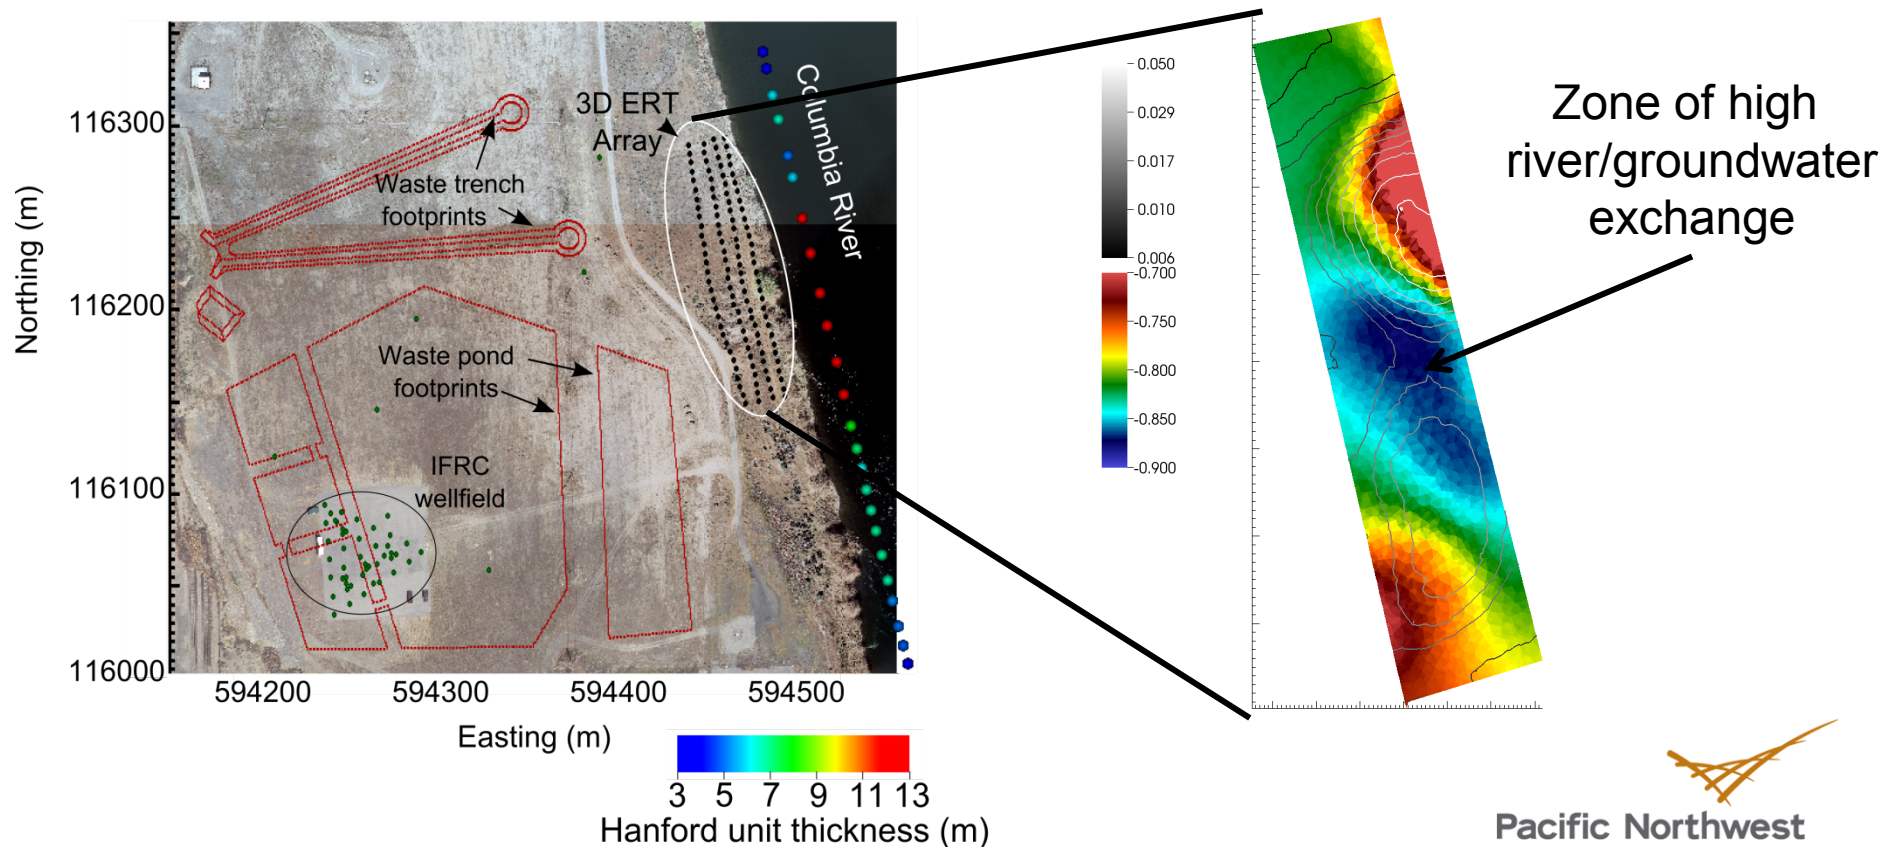 Northing (m)
116300
116200
116100
116000
594200
594300
594400
594500
Easting (m)
3D ERT
Array
Columbia River
Waste trench
footprints
Waste pond
footprints
IFRC
wellfield
3
5
7
9
11
13
Hanford unit thickness (m)
0.050
0.029
0.017
0.010
0.006
-0.700
-0.750
-0.800
-0.850
-0.900
Zone of high
river/groundwater
exchange
Pacific Northwest